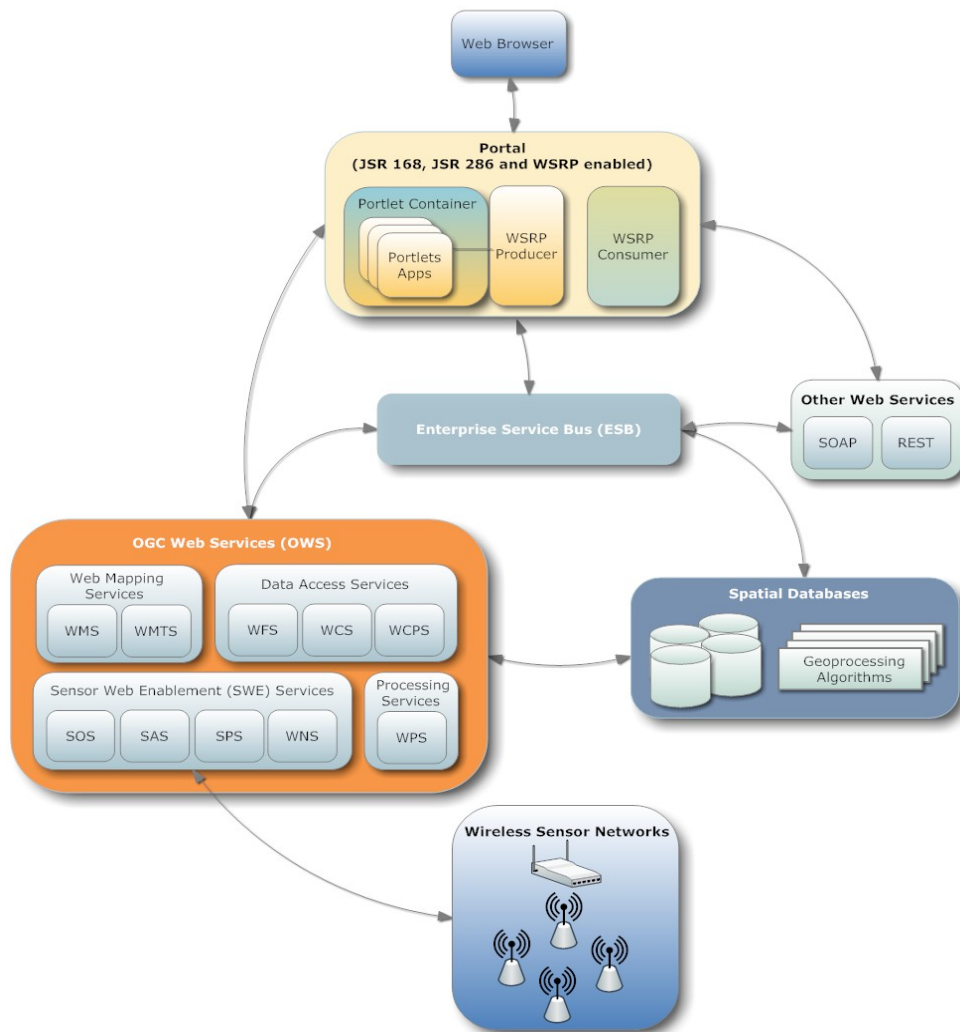 Web Browser
Portal
(JSR 168, JSR 286 and WSRP enabled)
Portlet Container
Portlets
Apps
WSRP
Producer
WSRP
Consumer
Enterprise Service Bus (ESB)
Other Web Services
SOAP
REST
OGC Web Services (OWS)
Web Mapping
Services
WMS
WMTS
Data Access Services
WFS
WCS
WCPS
Sensor Web Enablement (SWE) Services
SOS
SAS
SPS
WNS
Processing
Services
WPS
Spatial Databases
Geoprocessing
Algorithms
Wireless Sensor Networks